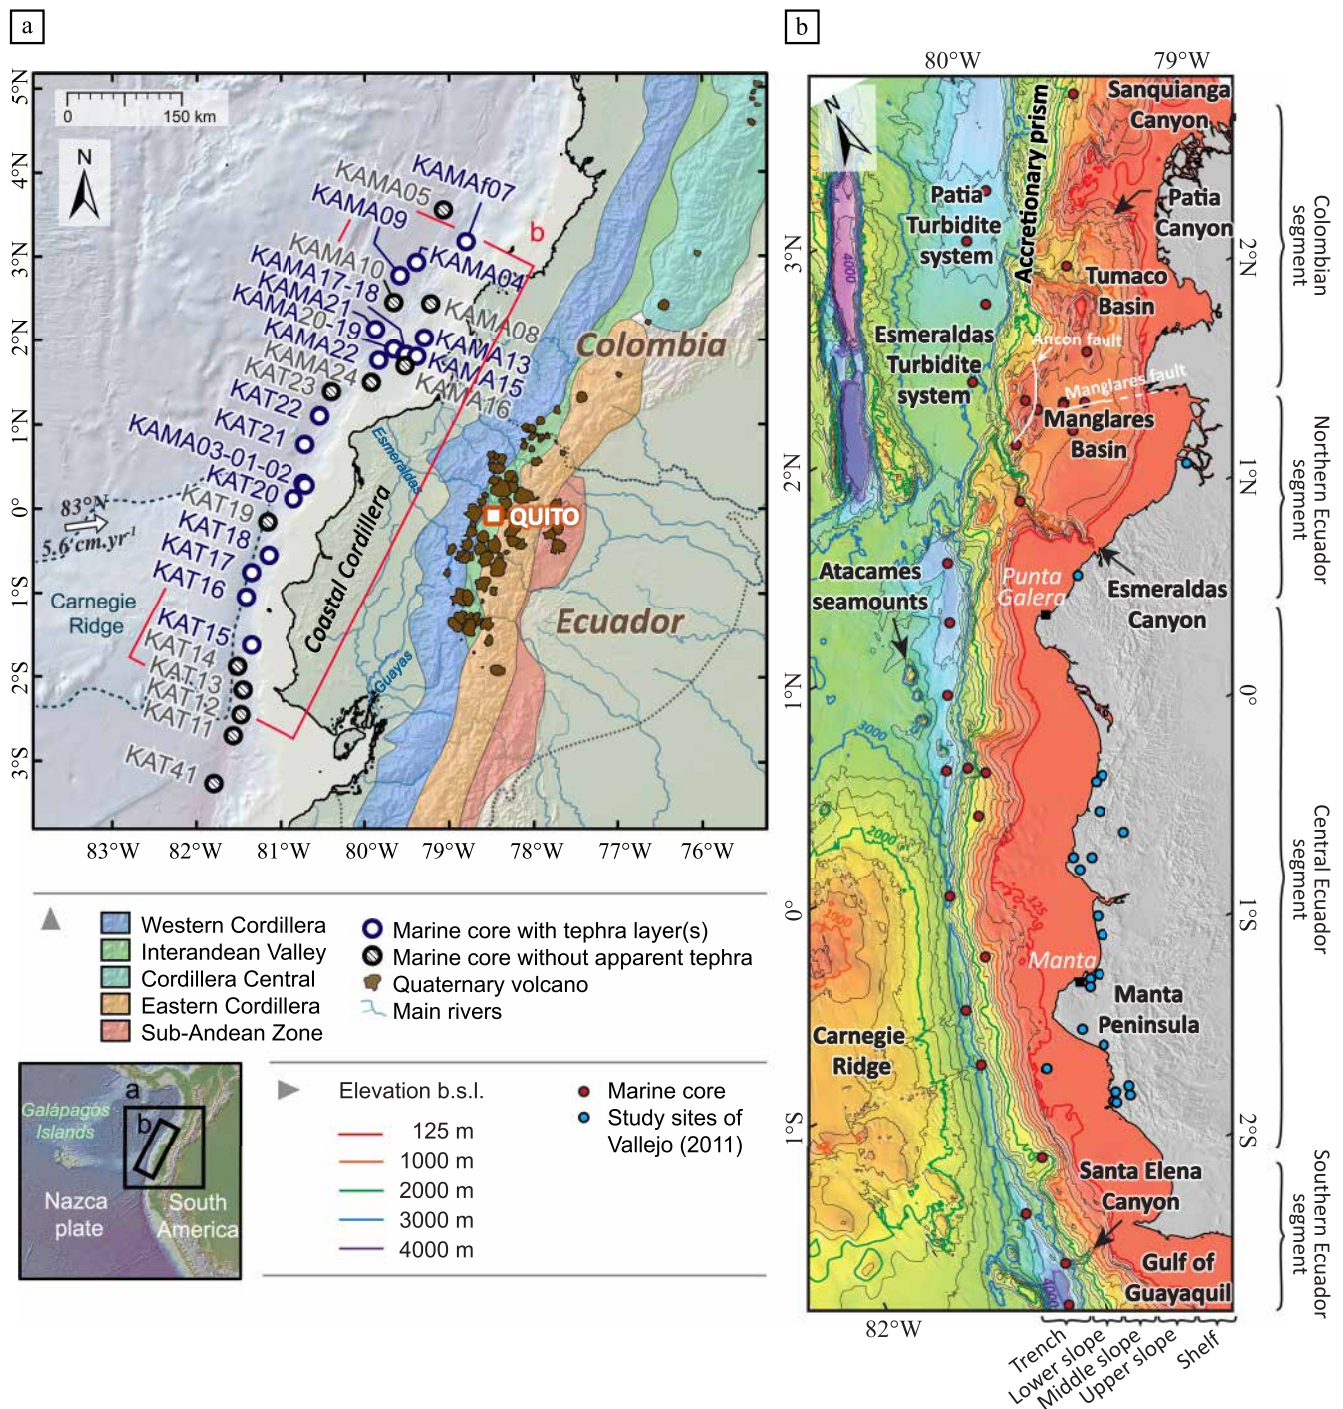 a
5°N
4°N
3°N
2°N
1°N
0°
1°S
2°S
3°S
0
150 km
N
KAMAf07
KAMA05
KAMA09
b
KAMA04
KAMA10
KAMA17-18
KAMA08
KAMA21
KAMA20-19
KAMA13
KAMA22
KAMA15
KAMA24
KAMA16
KAT23
KAT22
KAT21
KAMA03-01-02
KAT20
KAT19
KAT18
KAT17
KAT16
KAT15
KAT14
KAT13
KAT12
KAT11
KAT41
83°N
5.6 cm.yr-1
Carnegie
Ridge
Colombia
Ecuador
QUITO
Esmeraldas
Coastal Cordillera
Guayas
83°W
82°W
81°W
80°W
79°W
78°W
77°W
76°W
Western Cordillera
Interandean Valley
Cordillera Central
Eastern Cordillera
Sub-Andean Zone
Marine core with tephra layer(s)
Marine core without apparent tephra
Quaternary volcano
Main rivers
Galápagos
Islands
a
b
Nazca
plate
South
America
Elevation b.s.l.
125 m
1000 m
2000 m
3000 m
4000 m
Marine core
Study sites of
Vallejo (2011)
b
80°W
79°W
N
4000
Accretionary prism
Sanquianga
Canyon
Patia
Canyon
Patia
Turbidite
system
Tumaco
Basin
Esmeraldas
Turbidite
system
Ancon fault
Manglares fault
Manglares
Basin
Atacames
seamounts
Punta
Galera
Esmeraldas
Canyon
3000
2000
1000
125
Manta
Manta
Peninsula
Carnegie
Ridge
Santa Elena
Canyon
4000
Gulf of
Guayaquil
3°N
2°N
1°N
0°
1°S
2°N
1°N
0°
1°S
2°S
82°W
Colombian
segment
Northern Ecuador
segment
Central Ecuador
segment
Southern Ecuador
segment
Trench
Lower slope
Middle slope
Upper slope
Shelf